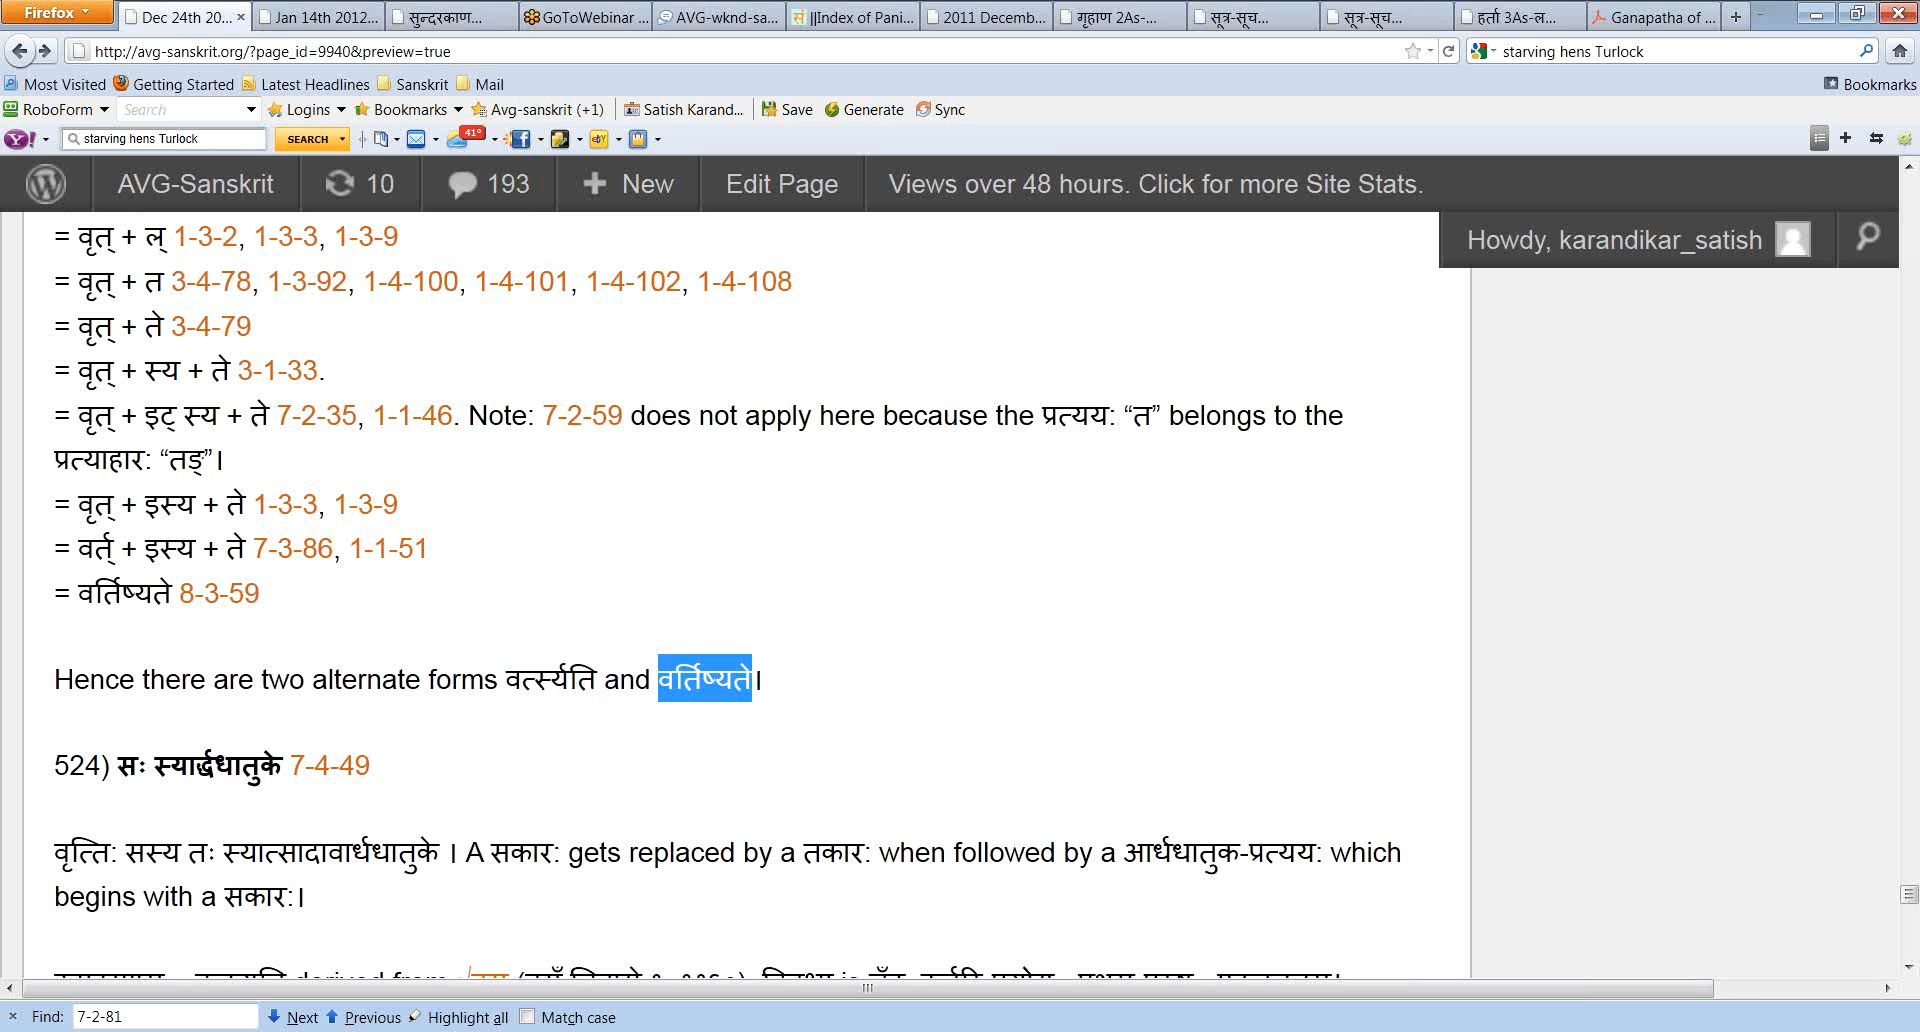 Firefox
Dec 24th 20...
Jan 14th 2012...
सुन्दरकाण...
GoToWebinar ...
AVG-wknd-sa...
||Index of Pani...
2011 Decemb...
गृहाण 2As-...
सूत्र-सूच...
सूत्र-सूच...
हर्ता 3As-ल...
Ganapatha of ...
http://avg-sanskrit.org/?page_id=9940&preview=true
starving hens Turlock
Most Visited Getting Started Latest Headlines Sanskrit Mail
Bookmarks
RoboForm Search Logins Bookmarks Avg-sanskrit (+1) Satish Karand... Save Generate Sync
Y! starving hens Turlock SEARCH 41°
AVG-Sanskrit 10 193 + New Edit Page Views over 48 hours. Click for more Site Stats.
Howdy, karandikar_satish
= वृत् + ल् 1-3-2, 1-3-3, 1-3-9
= वृत् + त 3-4-78, 1-3-92, 1-4-100, 1-4-101, 1-4-102, 1-4-108
= वृत् + ते 3-4-79
= वृत् + स्य + ते 3-1-33.
= वृत् + इट् स्य + ते 7-2-35, 1-1-46. Note: 7-2-59 does not apply here because the प्रत्यय: “त” belongs to the
प्रत्याहार: “तङ्”।
= वृत् + इस्य + ते 1-3-3, 1-3-9
= वर्त् + इस्य + ते 7-3-86, 1-1-51
= वर्तिष्यते 8-3-59
Hence there are two alternate forms वर्त्स्यति and वर्तिष्यते।
524) सः स्यार्द्धधातुके 7-4-49
वृत्ति: सस्य तः स्यात्सादावार्धधातुके । A सकार: gets replaced by a तकार: when followed by a आर्धधातुक-प्रत्यय: which
begins with a सकार:।
derived from
Find: 7-2-81 Next Previous Highlight all Match case